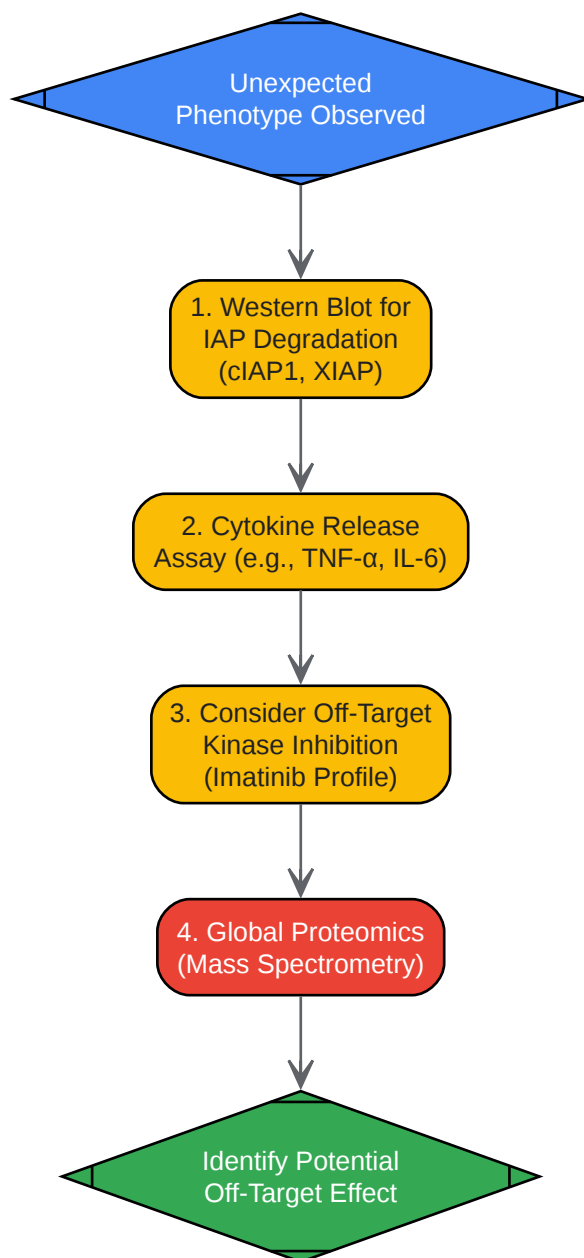 Unexpected
Phenotype Observed
1. Western Blot for
IAP Degradation
(cIAP1, XIAP)
2. Cytokine Release
Assay (e.g., TNF-α, IL-6)
3. Consider Off-Target
Kinase Inhibition
(Imatinib Profile)
4. Global Proteomics
(Mass Spectrometry)
Identify Potential
Off-Target Effect